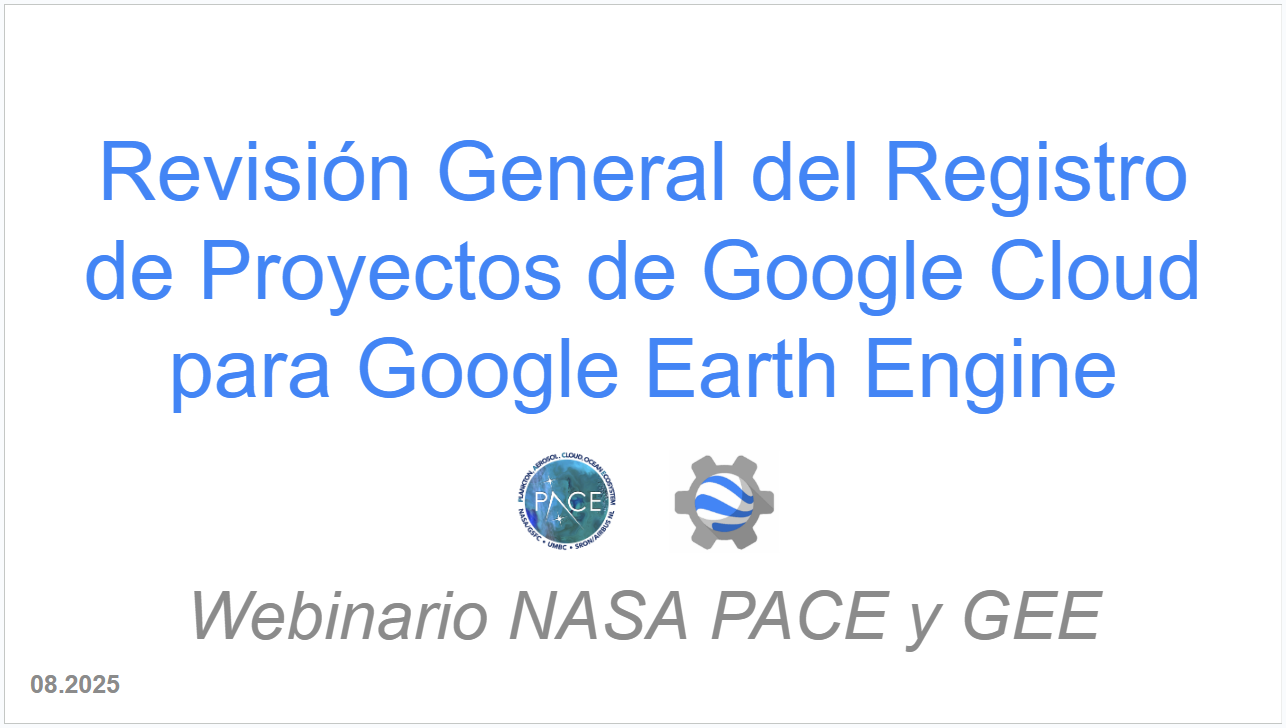 Revisión General del Registro
de Proyectos de Google Cloud
para Google Earth Engine
PLANKTON, AEROSOL, CLOUD, OCEAN ECOSYSTEM
PACE
NASA/GSFC • UMBC • SRON/AIRBUS NL
Webinario NASA PACE y GEE
08.2025